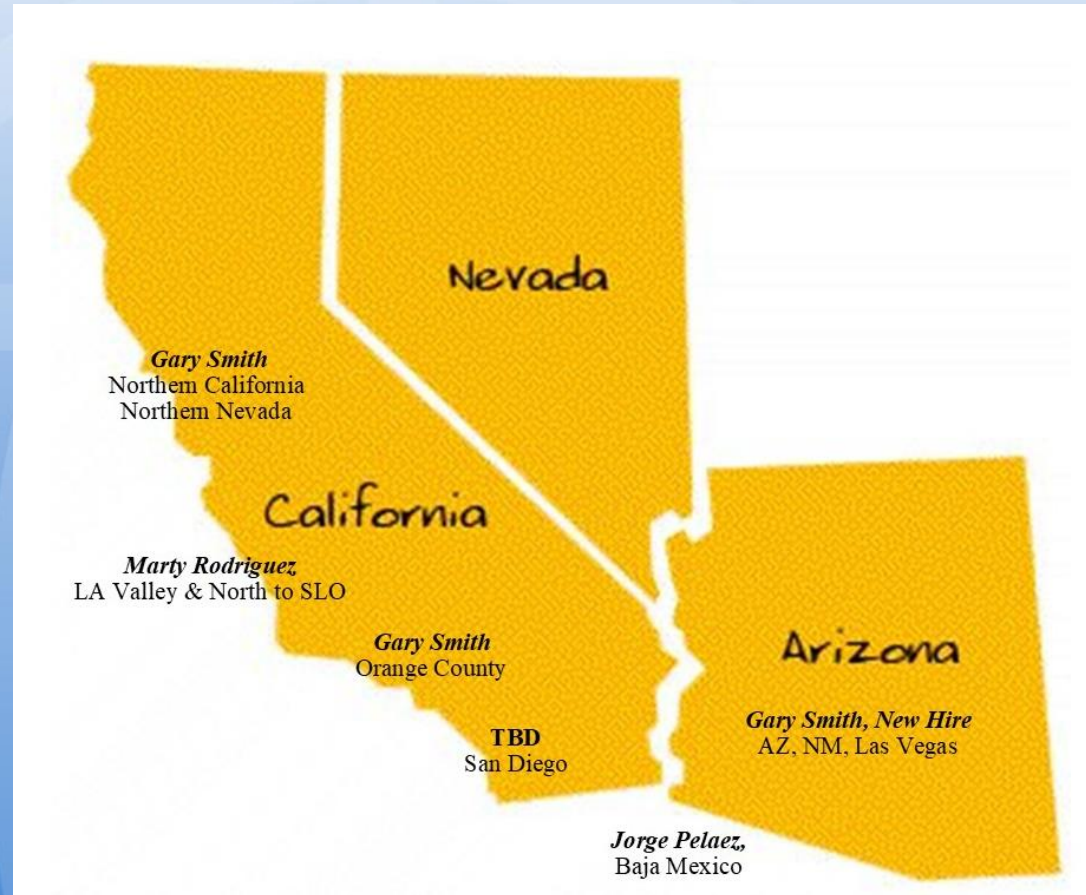 Nevada
Gary Smith
Northern California
Northern Nevada
California
Marty Rodriguez
LA Valley & North to SLO
Gary Smith
Orange County
Arizona
Gary Smith, New Hire
AZ, NM, Las Vegas
TBD
San Diego
Jorge Pelaez,
Baja Mexico